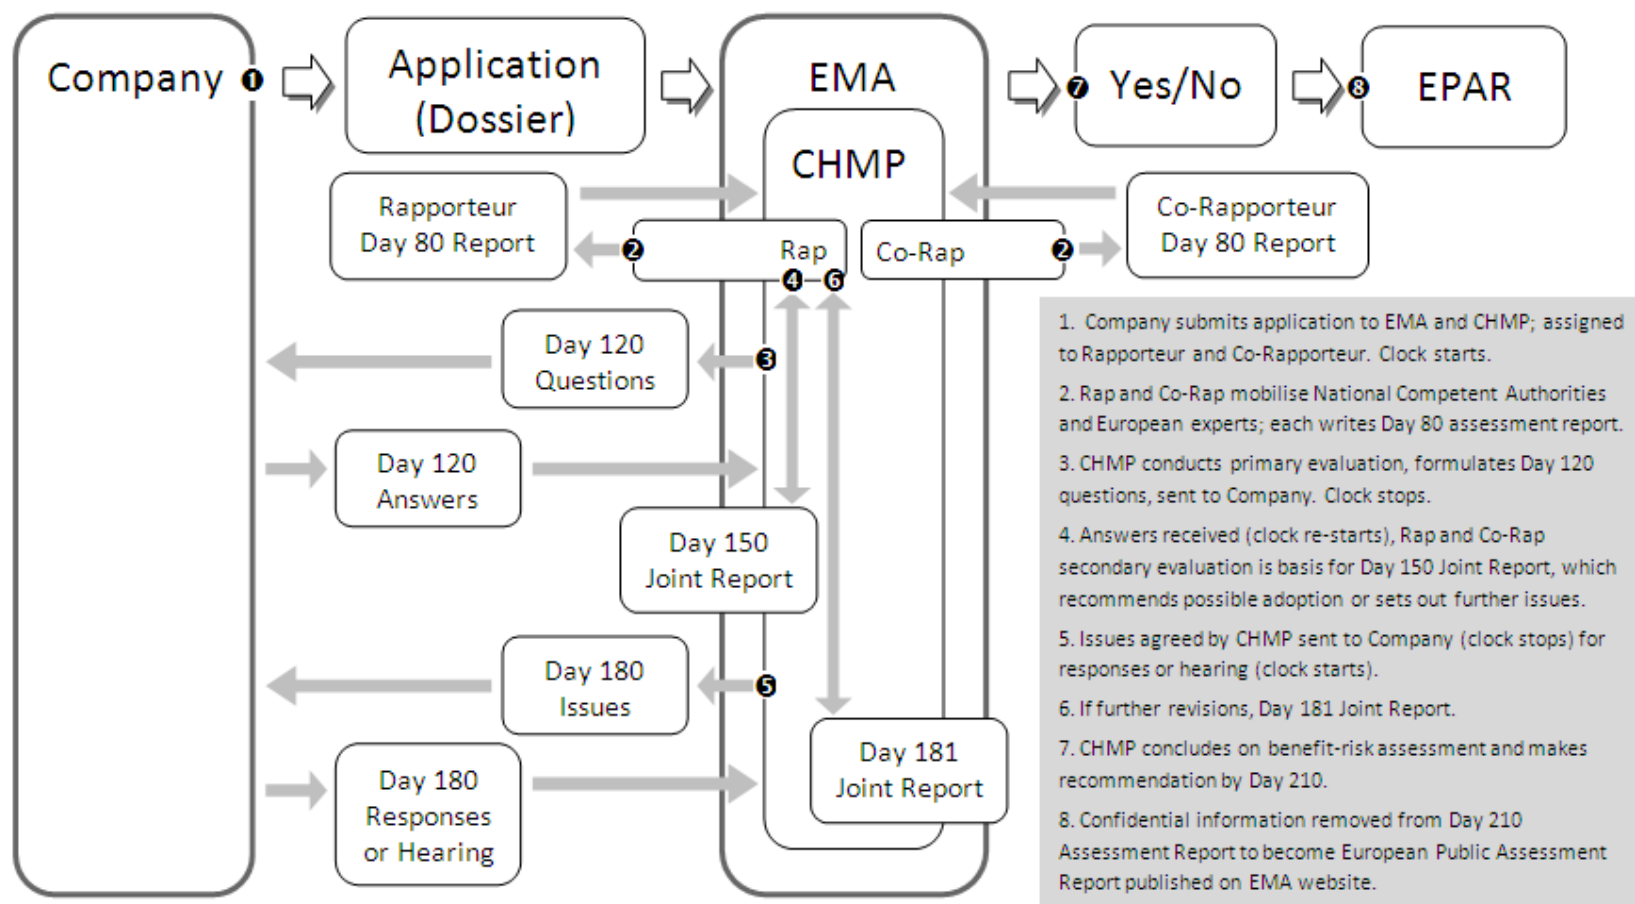 Company ❶
Application
(Dossier)
EMA
❼ Yes/No
❽ EPAR
CHMP
Rapporteur
Day 80 Report
❷ Rap
❹ ❻
Co-Rap ❷
Co-Rapporteur
Day 80 Report
Day 120
Questions
❸
Day 120
Answers
Day 150
Joint Report
Day 180
Issues
❺
Day 180
Responses
or Hearing
Day 181
Joint Report
1. Company submits application to EMA and CHMP; assigned
to Rapporteur and Co-Rapporteur. Clock starts.
2. Rap and Co-Rap mobilise National Competent Authorities
and European experts; each writes Day 80 assessment report.
3. CHMP conducts primary evaluation, formulates Day 120
questions, sent to Company. Clock stops.
4. Answers received (clock re-starts), Rap and Co-Rap
secondary evaluation is basis for Day 150 Joint Report, which
recommends possible adoption or sets out further issues.
5. Issues agreed by CHMP sent to Company (clock stops) for
responses or hearing (clock starts).
6. If further revisions, Day 181 Joint Report.
7. CHMP concludes on benefit-risk assessment and makes
recommendation by Day 210.
8. Confidential information removed from Day 210
Assessment Report to become European Public Assessment
Report published on EMA website.